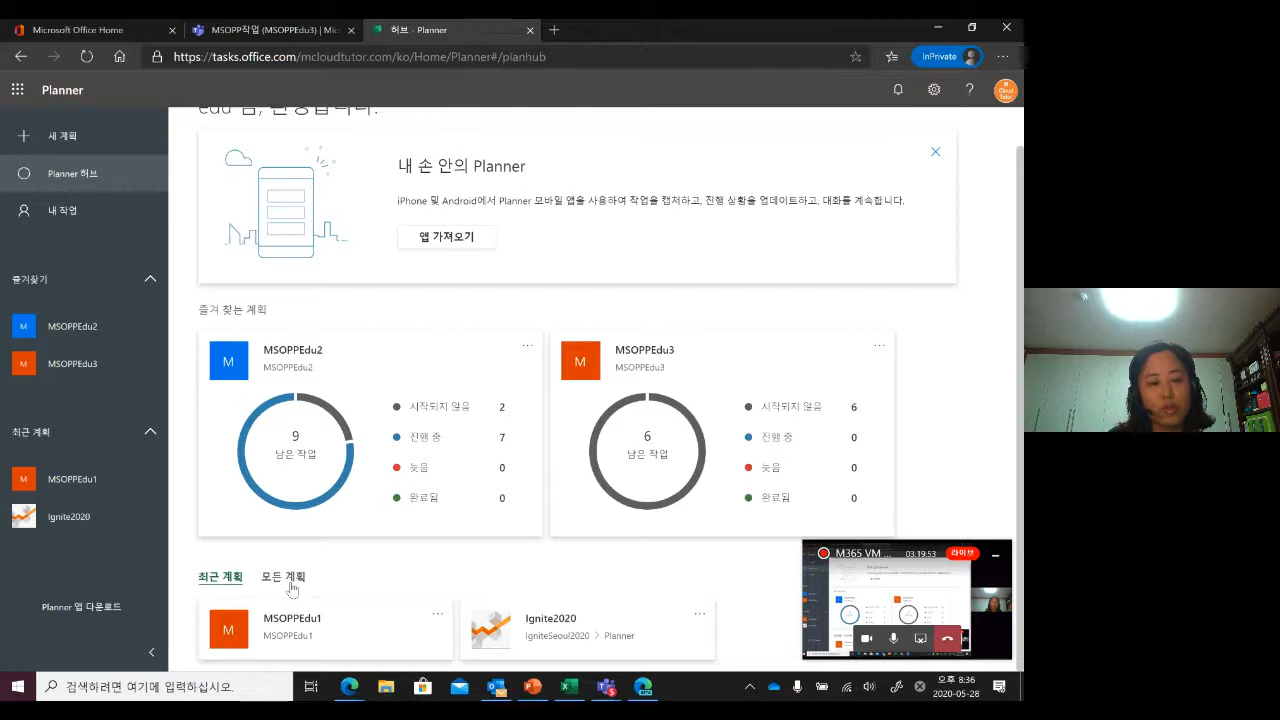 Microsoft Office Home
MSOPP작업 (MSOPPEdu3) | Mi
허브 - Planner
https://tasks.office.com/mcloudtutor.com/ko/Home/Planner#/planhub
InPrivate
Planner
M Cloud Tutor
edu 님, 환영합니다!
새 계획
Planner 허브
내 작업
즐겨찾기
M MSOPPEdu2
M MSOPPEdu3
최근 계획
M MSOPPEdu1
Ignite2020
Planner 앱 다운로드
내 손 안의 Planner
iPhone 및 Android에서 Planner 모바일 앱을 사용하여 작업을 캡처하고, 진행 상황을 업데이트하고, 대화를 계속합니다.
앱 가져오기
즐겨 찾는 계획
M
MSOPPEdu2
MSOPPEdu2
9
남은 작업
시작되지 않음 2
진행 중 7
늦음 0
완료됨 0
M
MSOPPEdu3
MSOPPEdu3
6
남은 작업
시작되지 않음 6
진행 중 0
늦음 0
완료됨 0
최근 계획 모든 계획
M
MSOPPEdu1
MSOPPEdu1
Ignite2020
IgniteSeoul2020 > Planner
M365 VM ... 03:19:53 라이브
검색하려면 여기에 입력하십시오.
오후 8:36
2020-05-28